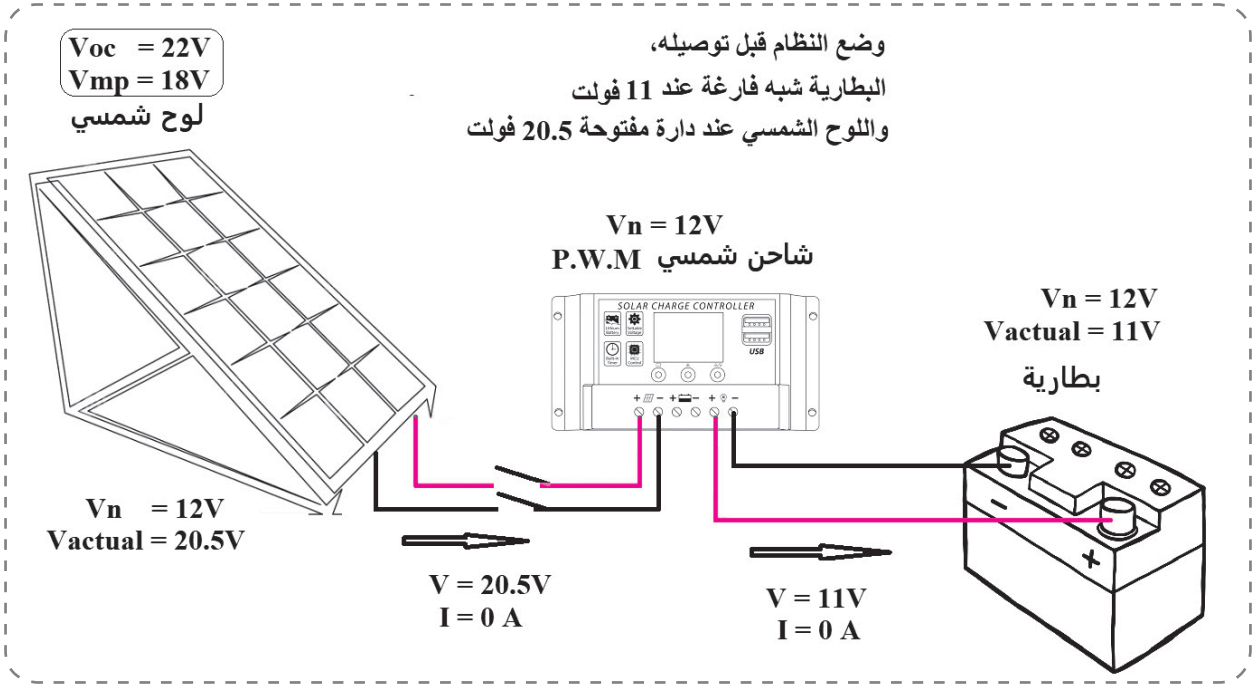 Voc = 22V
Vmp = 18V
لوح شمسي
وضع النظام قبل توصيله،
البطارية شبه فارغة عند 11 فولت
واللوح الشمسي عند دارة مفتوحة 20.5 فولت
Vn = 12V
شاحن شمسي P.W.M
SOLAR CHARGE CONTROLLER
USB
+ - + - + -
Vn = 12V
Vactual = 11V
بطارية
- +
Vn = 12V
Vactual = 20.5V
V = 20.5V
I = 0 A
V = 11V
I = 0 A